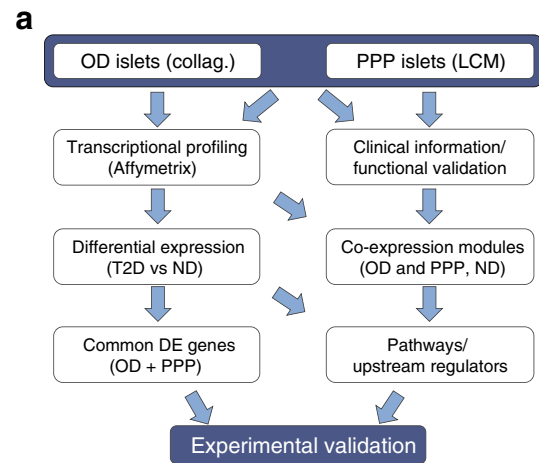 a
OD islets (collag.)
PPP islets (LCM)
Transcriptional profiling
(Affymetrix)
Clinical information/
functional validation
Differential expression
(T2D vs ND)
Co-expression modules
(OD and PPP, ND)
Common DE genes
(OD + PPP)
Pathways/
upstream regulators
Experimental validation